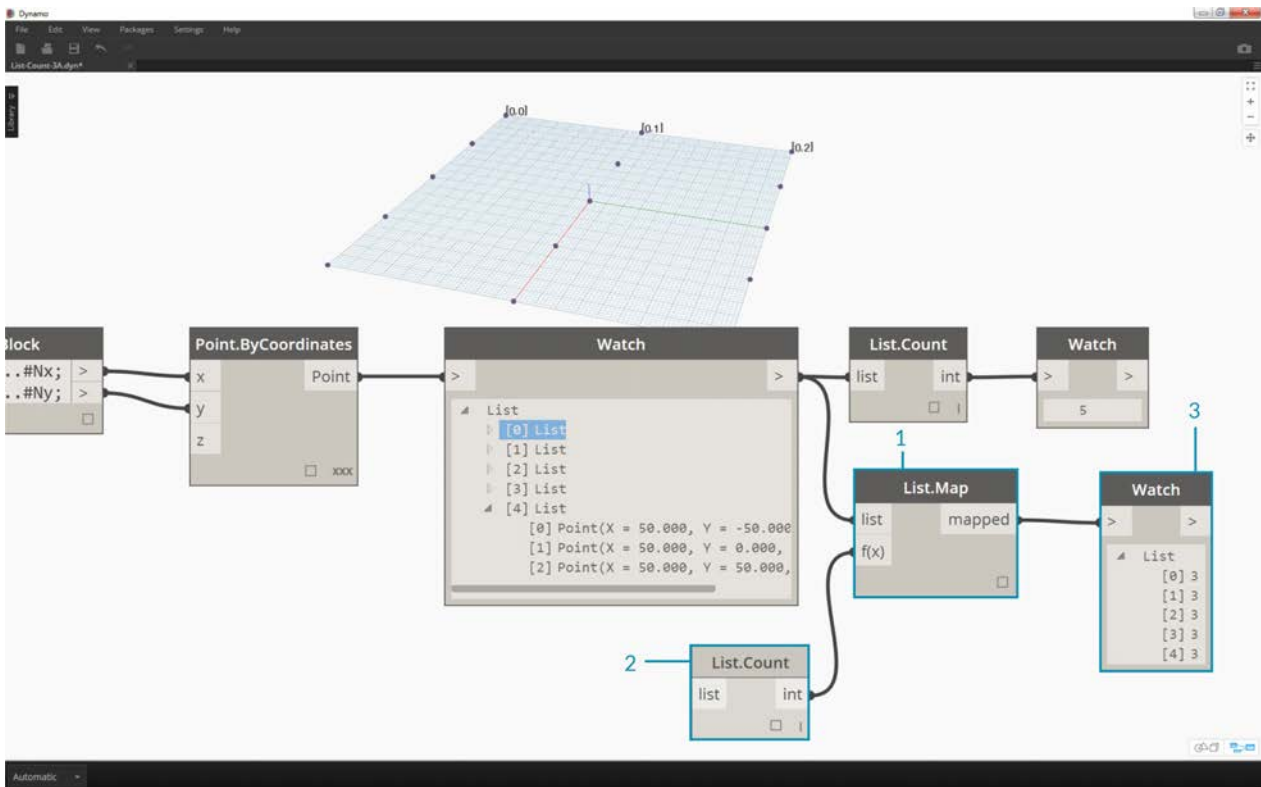 Dynamo
File Edit View Packages Settings Help
List-Count-3A.dyn* X
Library
[0.0]
[0.1]
[0.2]
Block
..#Nx; >
..#Ny; >
Point.ByCoordinates
x Point
y
z
xxx
Watch
> >
List
[0] List
[1] List
[2] List
[3] List
[4] List
[0] Point(X = 50.000, Y = -50.000
[1] Point(X = 50.000, Y = 0.000,
[2] Point(X = 50.000, Y = 50.000,
List.Count
list int
|
Watch
> >
5
1
List.Map
list mapped
f(x)
2
List.Count
list int
|
3
Watch
> >
List
[0] 3
[1] 3
[2] 3
[3] 3
[4] 3
Automatic